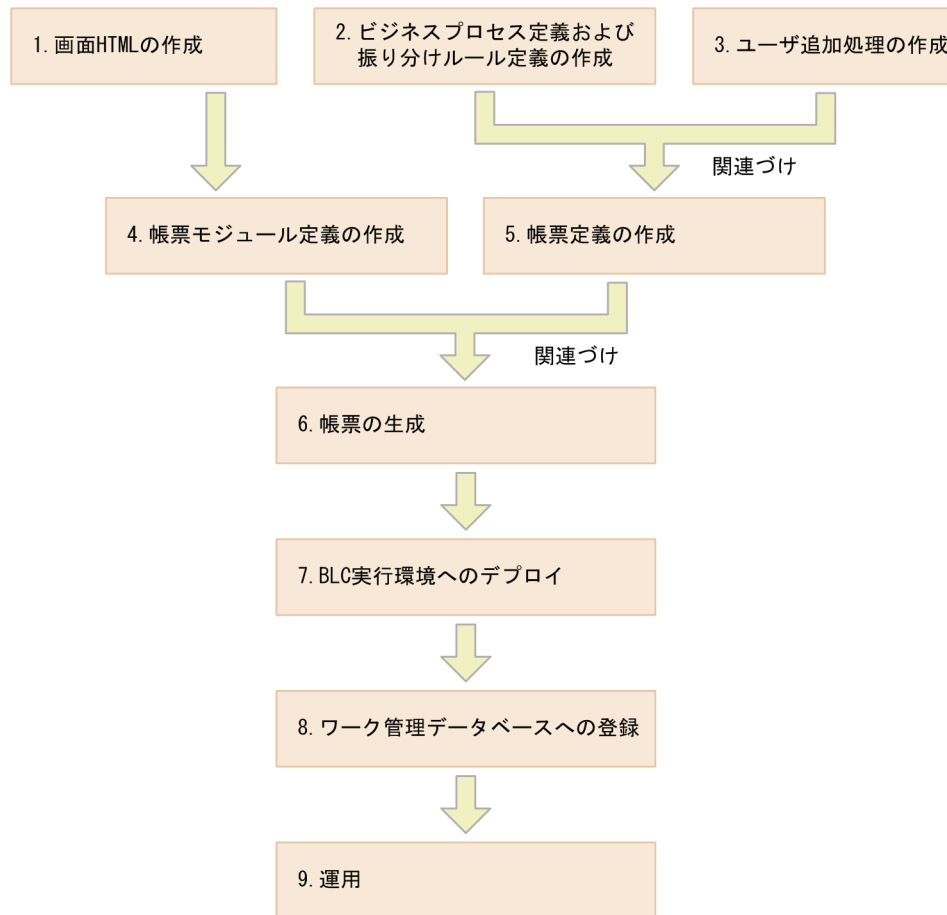 1. 画面HTMLの作成
2. ビジネスプロセス定義および
振り分けルール定義の作成
3. ユーザ追加処理の作成
関連づけ
4. 帳票モジュール定義の作成
5. 帳票定義の作成
関連づけ
6. 帳票の生成
7. BLC実行環境へのデプロイ
8. ワーク管理データベースへの登録
9. 運用